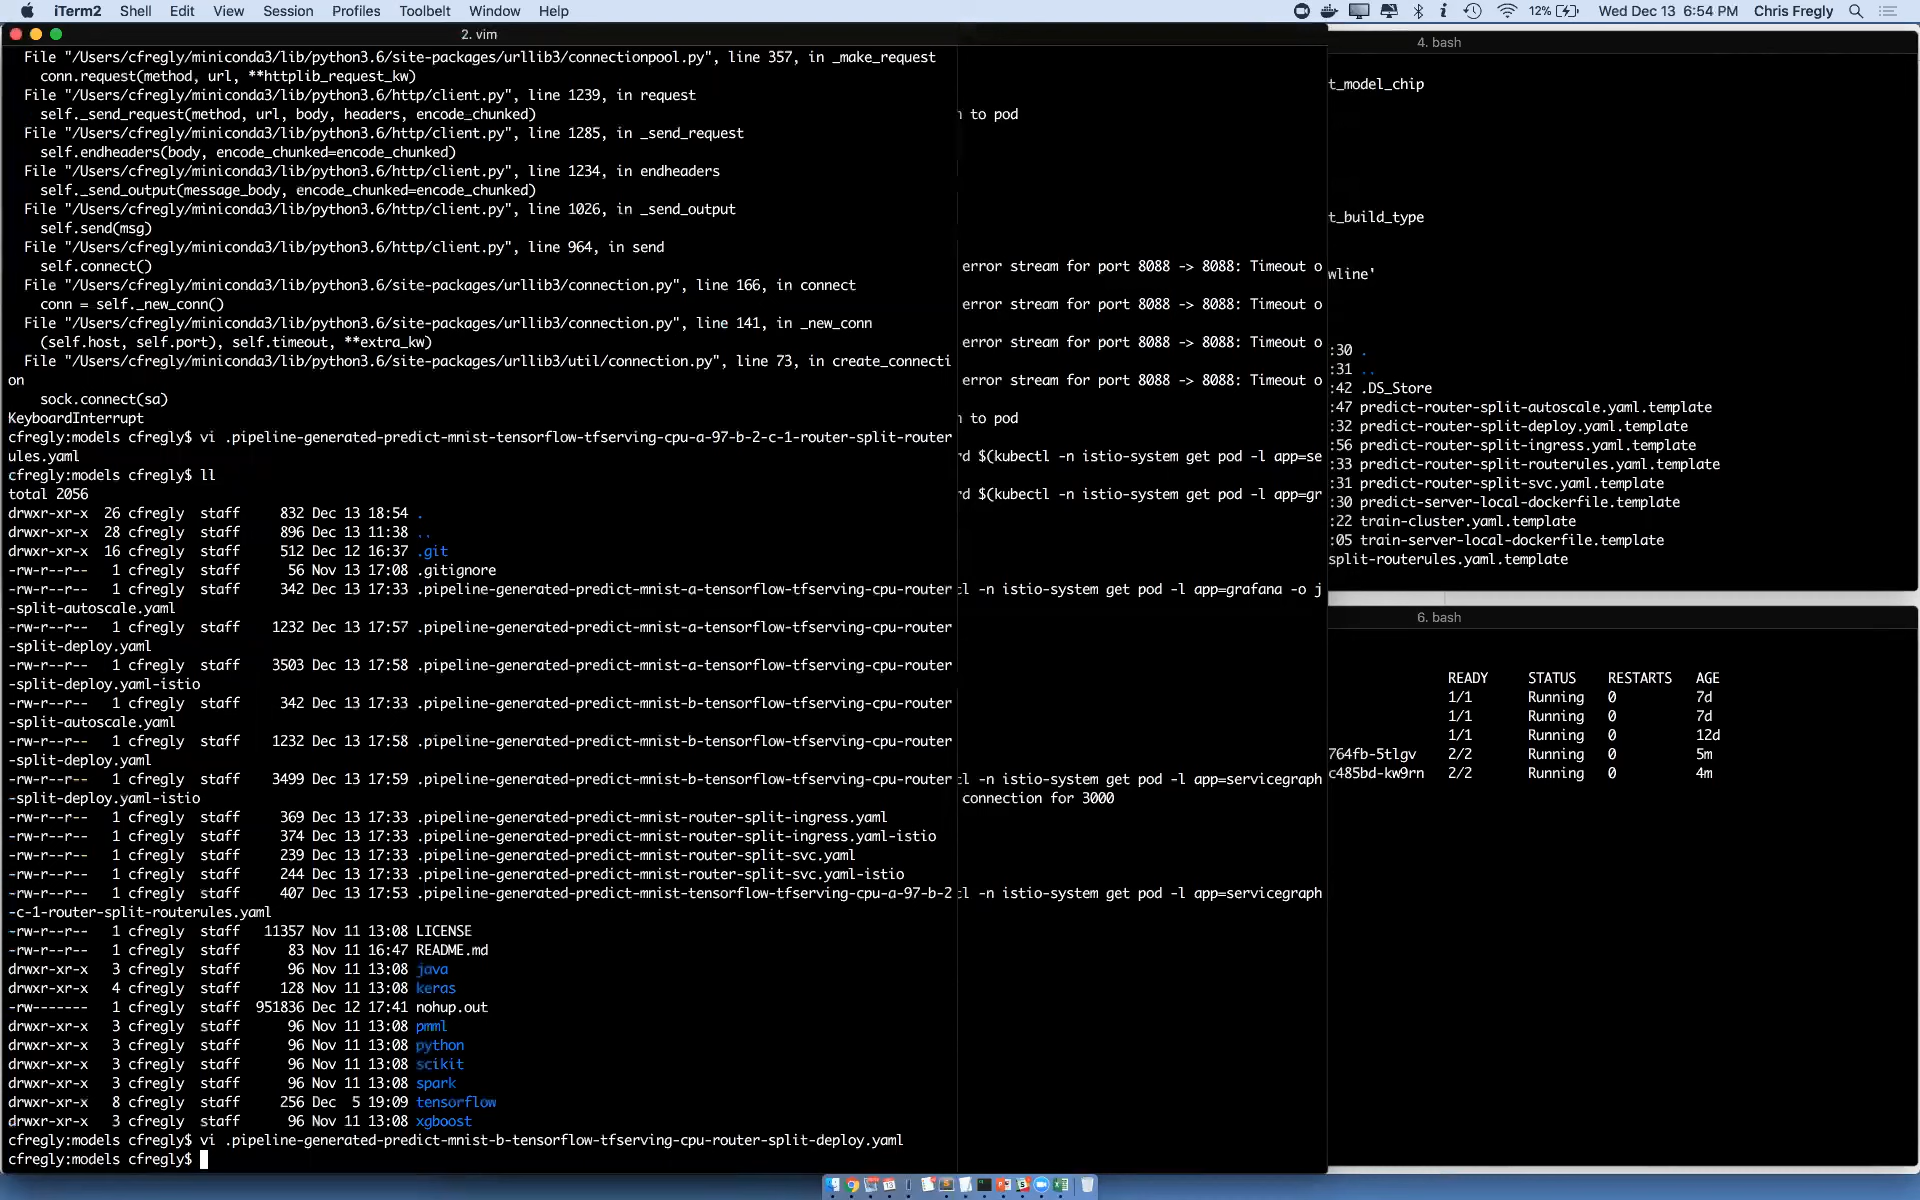 iTerm2 Shell Edit View Session Profiles Toolbelt Window Help 12% Wed Dec 13 6:54 PM Chris Fregly
2. vim
File "/Users/cfregly/miniconda3/lib/python3.6/site-packages/urllib3/connectionpool.py", line 357, in _make_request
conn.request(method, url, **httplib_request_kw)
File "/Users/cfregly/miniconda3/lib/python3.6/http/client.py", line 1239, in request
self._send_request(method, url, body, headers, encode_chunked)
File "/Users/cfregly/miniconda3/lib/python3.6/http/client.py", line 1285, in _send_request
self.endheaders(body, encode_chunked=encode_chunked)
File "/Users/cfregly/miniconda3/lib/python3.6/http/client.py", line 1234, in endheaders
self._send_output(message_body, encode_chunked=encode_chunked)
File "/Users/cfregly/miniconda3/lib/python3.6/http/client.py", line 1026, in _send_output
self.send(msg)
File "/Users/cfregly/miniconda3/lib/python3.6/http/client.py", line 964, in send
self.connect()
File "/Users/cfregly/miniconda3/lib/python3.6/site-packages/urllib3/connection.py", line 166, in connect
conn = self._new_conn()
File "/Users/cfregly/miniconda3/lib/python3.6/site-packages/urllib3/connection.py", line 141, in _new_conn
(self.host, self.port), self.timeout, **extra_kw)
File "/Users/cfregly/miniconda3/lib/python3.6/site-packages/urllib3/util/connection.py", line 73, in create_connecti
on
sock.connect(sa)
KeyboardInterrupt
cfregly:models cfregly$ vi .pipeline-generated-predict-mnist-tensorflow-tfserving-cpu-a-97-b-2-c-1-router-split-router
ules.yaml
cfregly:models cfregly$ ll
total 2056
drwxr-xr-x 26 cfregly staff 832 Dec 13 18:54 .
drwxr-xr-x 28 cfregly staff 896 Dec 13 11:38 ..
drwxr-xr-x 16 cfregly staff 512 Dec 12 16:37 .git
-rw-r--r-- 1 cfregly staff 56 Nov 13 17:08 .gitignore
-rw-r--r-- 1 cfregly staff 342 Dec 13 17:33 .pipeline-generated-predict-mnist-a-tensorflow-tfserving-cpu-router
-split-autoscale.yaml
-rw-r--r-- 1 cfregly staff 1232 Dec 13 17:57 .pipeline-generated-predict-mnist-a-tensorflow-tfserving-cpu-router
-split-deploy.yaml
-rw-r--r-- 1 cfregly staff 3503 Dec 13 17:58 .pipeline-generated-predict-mnist-a-tensorflow-tfserving-cpu-router
-split-deploy.yaml-istio
-rw-r--r-- 1 cfregly staff 342 Dec 13 17:33 .pipeline-generated-predict-mnist-b-tensorflow-tfserving-cpu-router
-split-autoscale.yaml
-rw-r--r-- 1 cfregly staff 1232 Dec 13 17:58 .pipeline-generated-predict-mnist-b-tensorflow-tfserving-cpu-router
-split-deploy.yaml
-rw-r--r-- 1 cfregly staff 3499 Dec 13 17:59 .pipeline-generated-predict-mnist-b-tensorflow-tfserving-cpu-router
-split-deploy.yaml-istio
-rw-r--r-- 1 cfregly staff 369 Dec 13 17:33 .pipeline-generated-predict-mnist-router-split-ingress.yaml
-rw-r--r-- 1 cfregly staff 374 Dec 13 17:33 .pipeline-generated-predict-mnist-router-split-ingress.yaml-istio
-rw-r--r-- 1 cfregly staff 239 Dec 13 17:33 .pipeline-generated-predict-mnist-router-split-svc.yaml
-rw-r--r-- 1 cfregly staff 244 Dec 13 17:33 .pipeline-generated-predict-mnist-router-split-svc.yaml-istio
-rw-r--r-- 1 cfregly staff 407 Dec 13 17:53 .pipeline-generated-predict-mnist-tensorflow-tfserving-cpu-a-97-b-2
-c-1-router-split-routerules.yaml
-rw-r--r-- 1 cfregly staff 11357 Nov 11 13:08 LICENSE
-rw-r--r-- 1 cfregly staff 83 Nov 11 16:47 README.md
drwxr-xr-x 3 cfregly staff 96 Nov 11 13:08 java
drwxr-xr-x 4 cfregly staff 128 Nov 11 13:08 keras
-rw------- 1 cfregly staff 951836 Dec 12 17:41 nohup.out
drwxr-xr-x 3 cfregly staff 96 Nov 11 13:08 pmml
drwxr-xr-x 3 cfregly staff 96 Nov 11 13:08 python
drwxr-xr-x 3 cfregly staff 96 Nov 11 13:08 scikit
drwxr-xr-x 3 cfregly staff 96 Nov 11 13:08 spark
drwxr-xr-x 8 cfregly staff 256 Dec 5 19:09 tensorflow
drwxr-xr-x 3 cfregly staff 96 Nov 11 13:08 xgboost
cfregly:models cfregly$ vi .pipeline-generated-predict-mnist-b-tensorflow-tfserving-cpu-router-split-deploy.yaml
cfregly:models cfregly$
n to pod
error stream for port 8088 -> 8088: Timeout o
error stream for port 8088 -> 8088: Timeout o
error stream for port 8088 -> 8088: Timeout o
error stream for port 8088 -> 8088: Timeout o
n to pod
rd $(kubectl -n istio-system get pod -l app=se
rd $(kubectl -n istio-system get pod -l app=gr
tl -n istio-system get pod -l app=grafana -o j
tl -n istio-system get pod -l app=servicegraph
connection for 3000
tl -n istio-system get pod -l app=servicegraph
4. bash
t_model_chip
t_build_type
wline'
:30 .
:31 ..
:42 .DS_Store
:47 predict-router-split-autoscale.yaml.template
:32 predict-router-split-deploy.yaml.template
:56 predict-router-split-ingress.yaml.template
:33 predict-router-split-routerules.yaml.template
:31 predict-router-split-svc.yaml.template
:30 predict-server-local-dockerfile.template
:22 train-cluster.yaml.template
:05 train-server-local-dockerfile.template
split-routerules.yaml.template
6. bash
READY STATUS RESTARTS AGE
1/1 Running 0 7d
1/1 Running 0 7d
1/1 Running 0 12d
764fb-5tlgv 2/2 Running 0 5m
c485bd-kw9rn 2/2 Running 0 4m